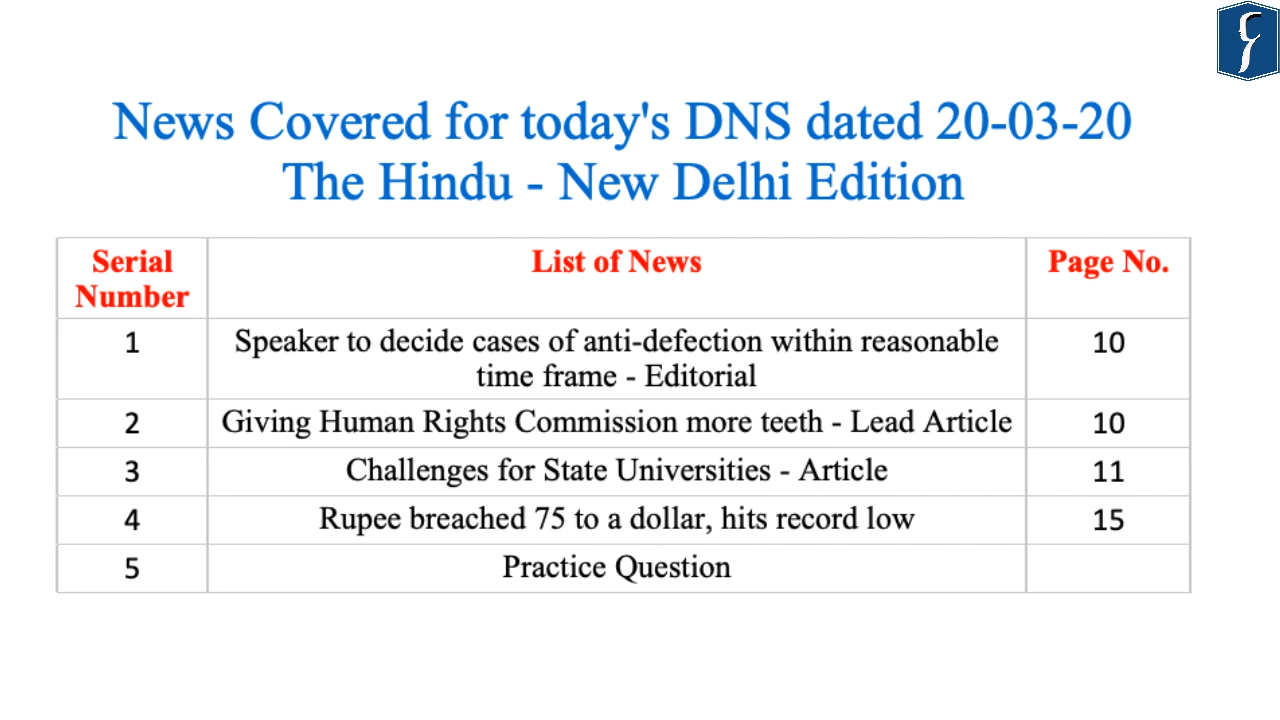 News Covered for today's DNS dated 20-03-20
The Hindu - New Delhi Edition
Serial Number List of News Page No.
1 Speaker to decide cases of anti-defection within reasonable time frame - Editorial 10
2 Giving Human Rights Commission more teeth - Lead Article 10
3 Challenges for State Universities - Article 11
4 Rupee breached 75 to a dollar, hits record low 15
5 Practice Question